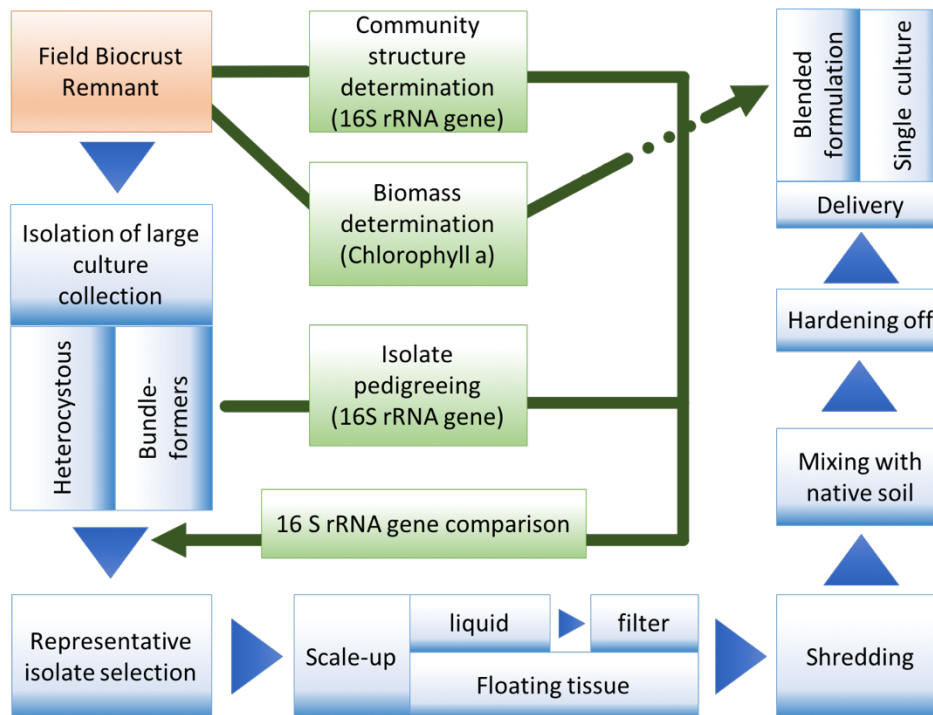 Field Biocrust
Remnant
Community
structure
determination
(16S rRNA gene)
Biomass
determination
(Chlorophyll a)
Isolation of large
culture
collection
Heterocystous
Bundle-
formers
Isolate
pedigreeing
(16S rRNA gene)
16 S rRNA gene comparison
Representative
isolate selection
Scale-up
liquid
filter
Floating tissue
Shredding
Mixing with
native soil
Hardening off
Delivery
Blended
formulation
Single culture